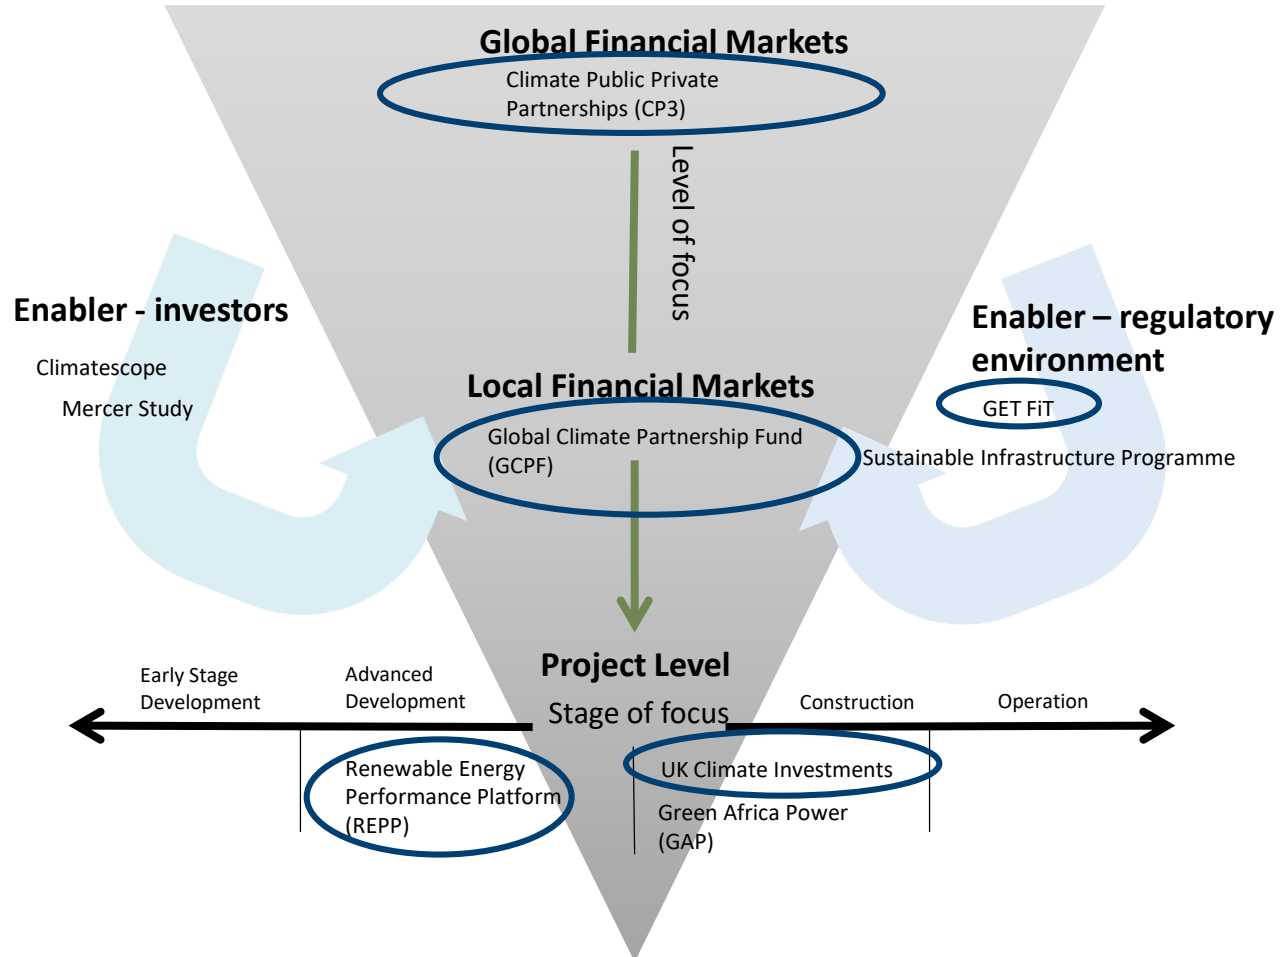 Global Financial Markets
Climate Public Private
Partnerships (CP3)
Level of focus
Enabler - investors
Climatescope
Mercer Study
Enabler – regulatory
environment
GET FiT
Sustainable Infrastructure Programme
Local Financial Markets
Global Climate Partnership Fund
(GCPF)
Project Level
Stage of focus
Early Stage
Development
Advanced
Development
Construction
Operation
Renewable Energy
Performance Platform
(REPP)
UK Climate Investments
Green Africa Power
(GAP)